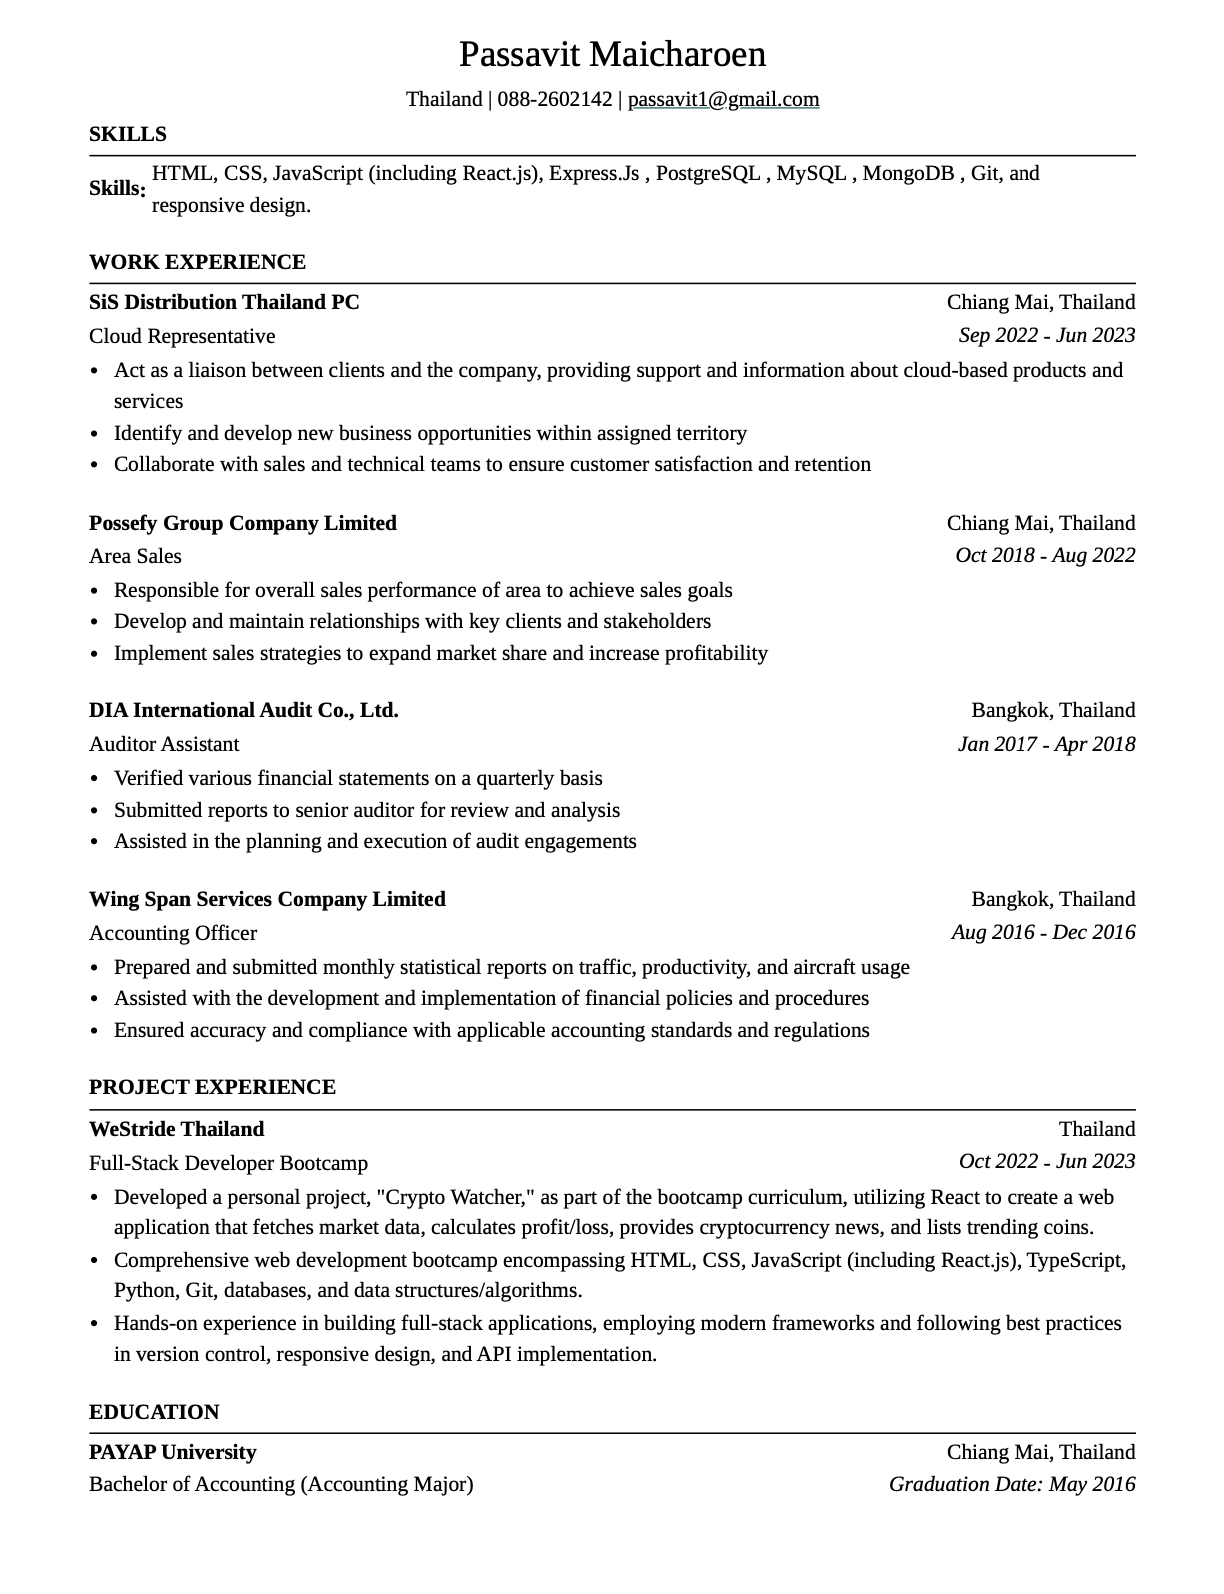 Passavit Maicharoen
Thailand | 088-2602142 | passavit1@gmail.com
SKILLS
Skills: HTML, CSS, JavaScript (including React.js), Express.Js , PostgreSQL , MySQL , MongoDB , Git, and
responsive design.
WORK EXPERIENCE
SiS Distribution Thailand PC Chiang Mai, Thailand
Cloud Representative Sep 2022 - Jun 2023
• Act as a liaison between clients and the company, providing support and information about cloud-based products and
services
• Identify and develop new business opportunities within assigned territory
• Collaborate with sales and technical teams to ensure customer satisfaction and retention
Possefy Group Company Limited Chiang Mai, Thailand
Area Sales Oct 2018 - Aug 2022
• Responsible for overall sales performance of area to achieve sales goals
• Develop and maintain relationships with key clients and stakeholders
• Implement sales strategies to expand market share and increase profitability
DIA International Audit Co., Ltd. Bangkok, Thailand
Auditor Assistant Jan 2017 - Apr 2018
• Verified various financial statements on a quarterly basis
• Submitted reports to senior auditor for review and analysis
• Assisted in the planning and execution of audit engagements
Wing Span Services Company Limited Bangkok, Thailand
Accounting Officer Aug 2016 - Dec 2016
• Prepared and submitted monthly statistical reports on traffic, productivity, and aircraft usage
• Assisted with the development and implementation of financial policies and procedures
• Ensured accuracy and compliance with applicable accounting standards and regulations
PROJECT EXPERIENCE
WeStride Thailand Thailand
Full-Stack Developer Bootcamp Oct 2022 - Jun 2023
• Developed a personal project, "Crypto Watcher," as part of the bootcamp curriculum, utilizing React to create a web
application that fetches market data, calculates profit/loss, provides cryptocurrency news, and lists trending coins.
• Comprehensive web development bootcamp encompassing HTML, CSS, JavaScript (including React.js), TypeScript,
Python, Git, databases, and data structures/algorithms.
• Hands-on experience in building full-stack applications, employing modern frameworks and following best practices
in version control, responsive design, and API implementation.
EDUCATION
PAYAP University Chiang Mai, Thailand
Bachelor of Accounting (Accounting Major) Graduation Date: May 2016